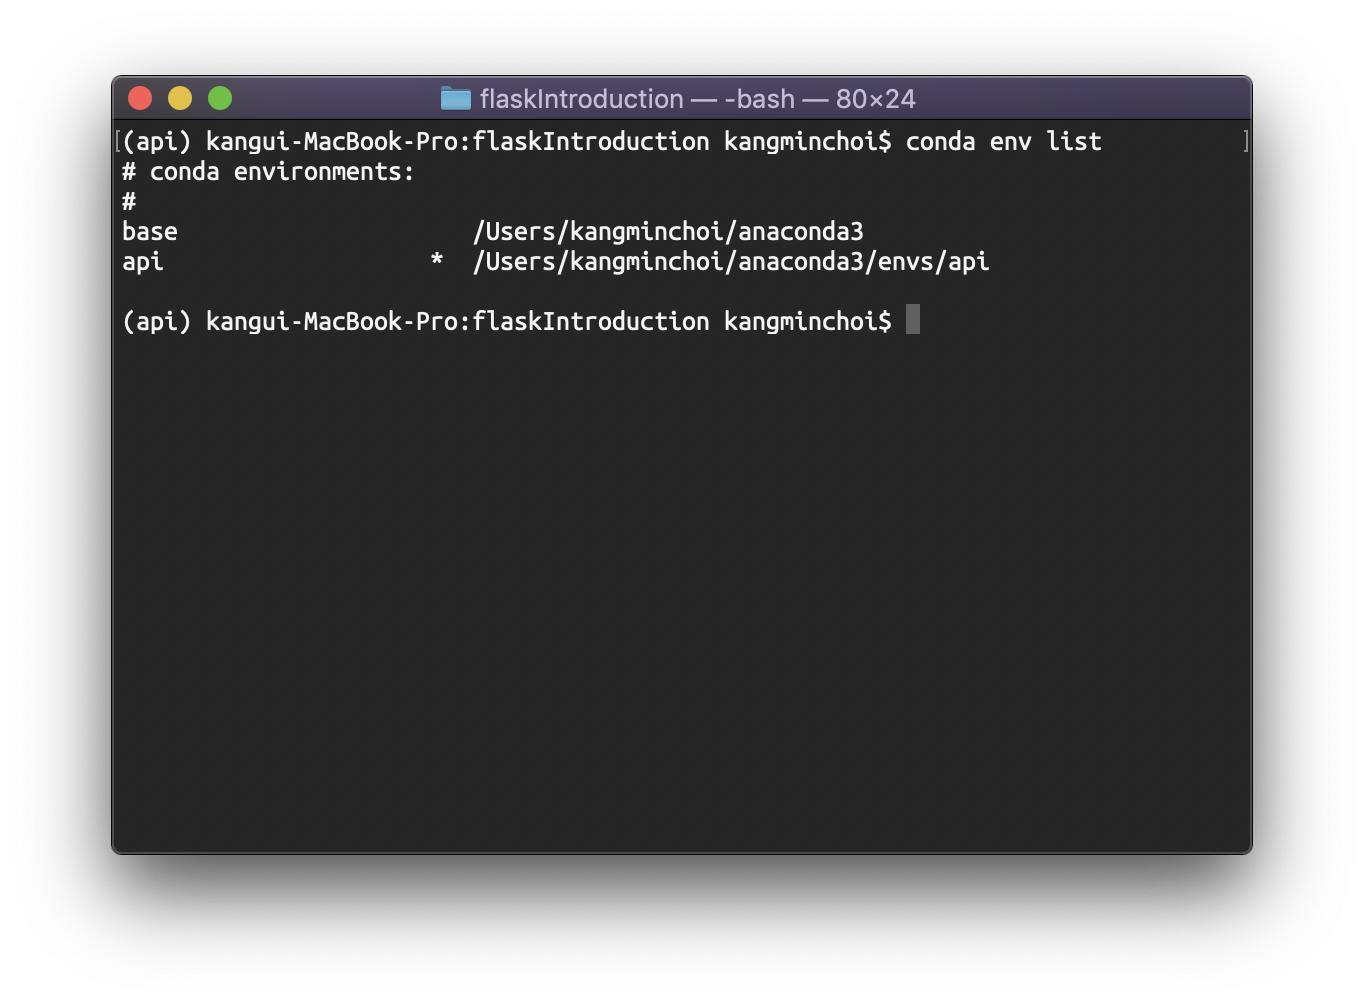 flaskIntroduction — -bash — 80×24
(api) kangui-MacBook-Pro:flaskIntroduction kangminchoi$ conda env list
# conda environments:
#
base                     /Users/kangminchoi/anaconda3
api                   *  /Users/kangminchoi/anaconda3/envs/api
(api) kangui-MacBook-Pro:flaskIntroduction kangminchoi$